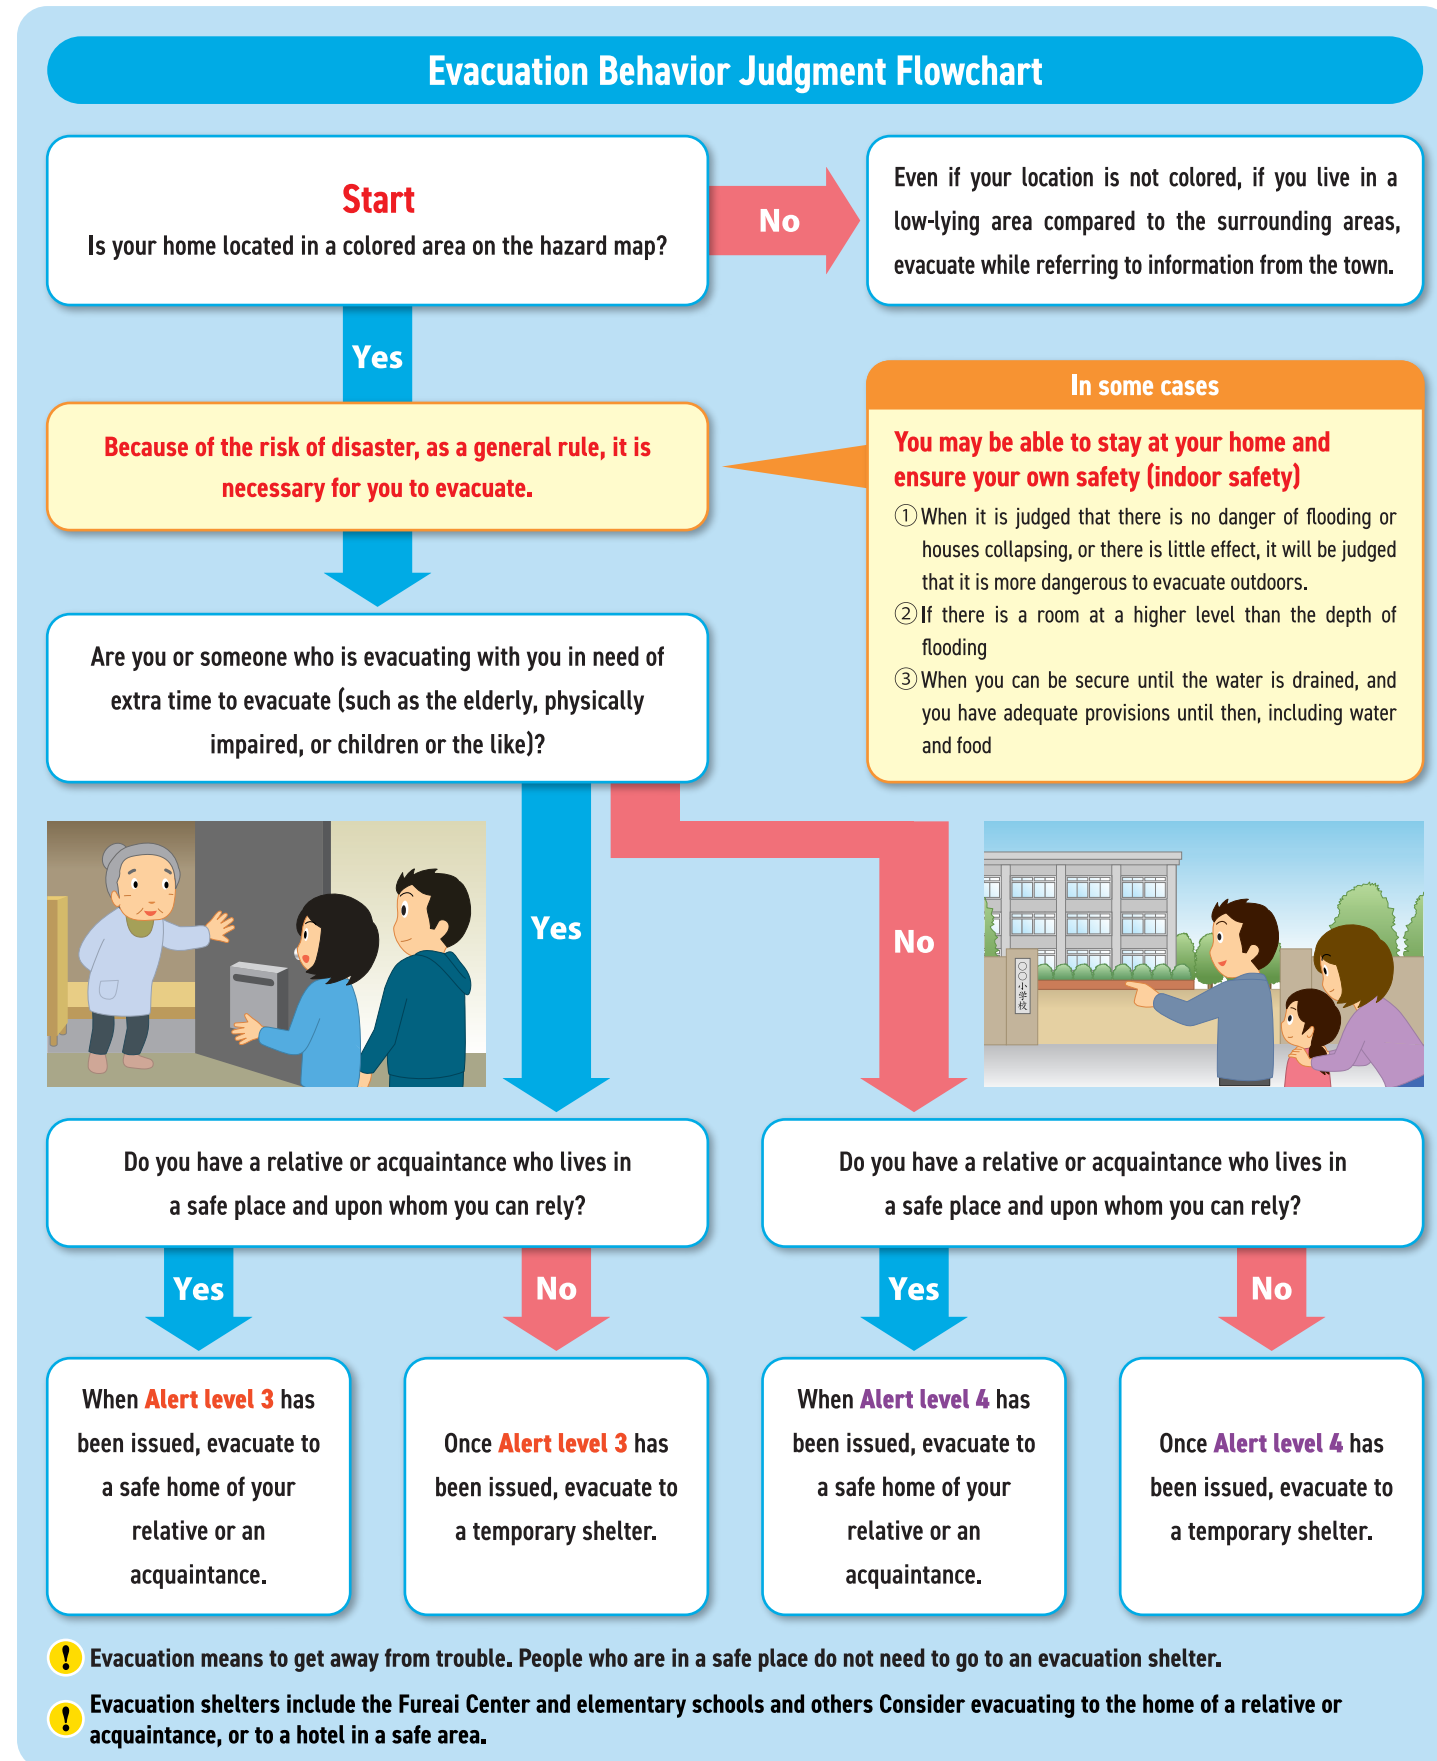 Evacuation Behavior Judgment Flowchart
Start
Is your home located in a colored area on the hazard map?
No
Even if your location is not colored, if you live in a
low-lying area compared to the surrounding areas,
evacuate while referring to information from the town.
Yes
Because of the risk of disaster, as a general rule, it is
necessary for you to evacuate.
In some cases
You may be able to stay at your home and
ensure your own safety (indoor safety)
① When it is judged that there is no danger of flooding or
houses collapsing, or there is little effect, it will be judged
that it is more dangerous to evacuate outdoors.
② If there is a room at a higher level than the depth of
flooding
③ When you can be secure until the water is drained, and
you have adequate provisions until then, including water
and food
Are you or someone who is evacuating with you in need of
extra time to evacuate (such as the elderly, physically
impaired, or children or the like)?
Yes
No
○○小学校
Do you have a relative or acquaintance who lives in
a safe place and upon whom you can rely?
Do you have a relative or acquaintance who lives in
a safe place and upon whom you can rely?
Yes
No
Yes
No
When Alert level 3 has
been issued, evacuate to
a safe home of your
relative or an
acquaintance.
Once Alert level 3 has
been issued, evacuate to
a temporary shelter.
When Alert level 4 has
been issued, evacuate to
a safe home of your
relative or an
acquaintance.
Once Alert level 4 has
been issued, evacuate to
a temporary shelter.
! Evacuation means to get away from trouble. People who are in a safe place do not need to go to an evacuation shelter.
! Evacuation shelters include the Fureai Center and elementary schools and others Consider evacuating to the home of a relative or
acquaintance, or to a hotel in a safe area.